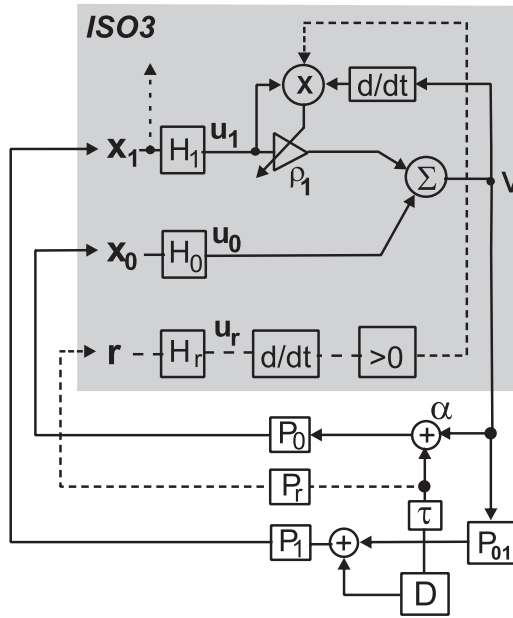 ISO3
X
d/dt
x₁
H₁
u₁
ρ₁
Σ
V
x₀
H₀
u₀
r
Hᵣ
uᵣ
d/dt
>0
α
P₀
+
Pᵣ
τ
P₁
+
P₀₁
D